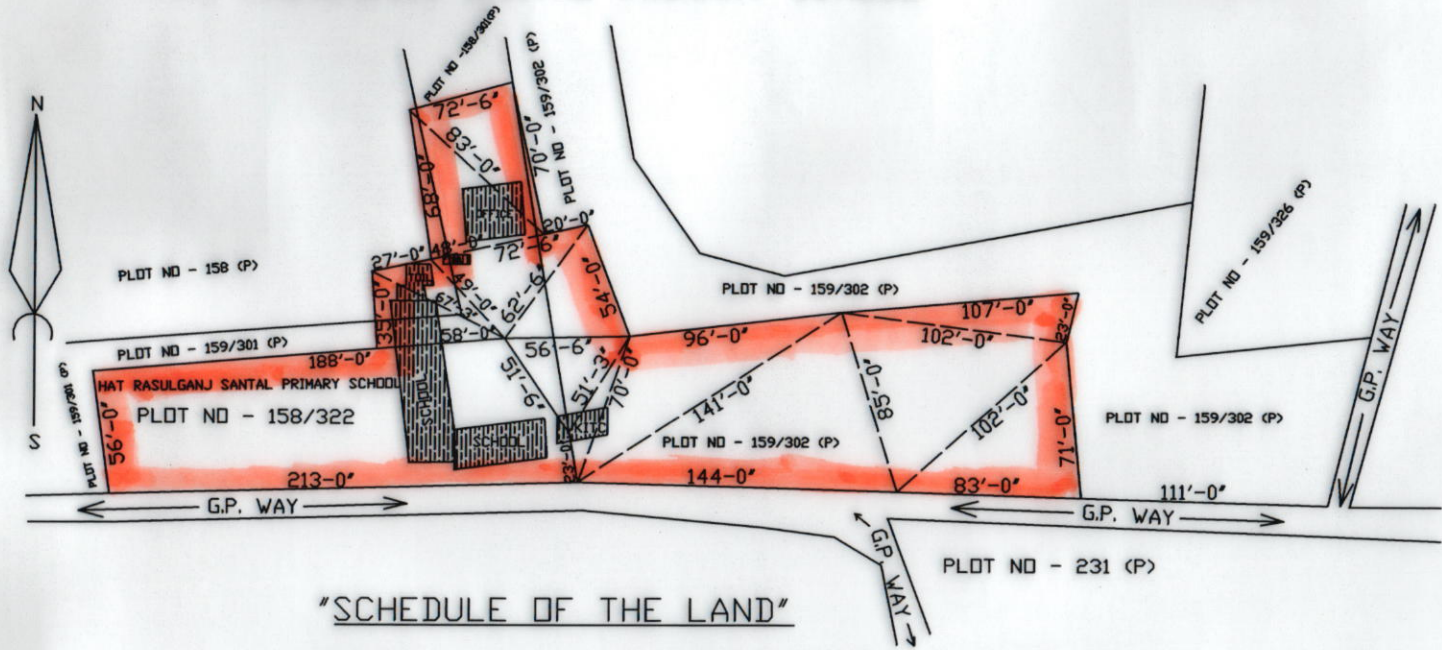 PLOT NO -158/301(P)
PLOT NO - 159/302 (P)
N
72'-6"
83'-0"
70'-0"
68'-0"
OFFICE
PLOT NO - 159/326 (P)
20'-0"
27'-0"
48'-0"
72'-6"
PLOT NO - 158 (P)
49'-0"
62'-6"
54'-0"
PLOT NO - 159/302 (P)
35'-0"
58'-0"
107'-0"
23'-0"
PLOT NO - 159/301 (P)
188'-0"
56'-6"
96'-0"
102'-0"
G.P. WAY
HAT RASULGANJ SANTAL PRIMARY SCHOOL
SCHOOL
51'-3"
70'-0"
55'-6"
141'-0"
85'-0"
102'-0"
PLOT NO - 158/322
PLOT NO - 159/301 (P)
56'-0"
SCHOOL
KITC
PLOT NO - 159/302 (P)
PLOT NO - 159/302 (P)
S
71'-0"
213-0"
23'-0"
144-0"
83'-0"
111'-0"
G.P. WAY
G.P. WAY
G.P. WAY
PLOT NO - 231 (P)
"SCHEDULE OF THE LAND"